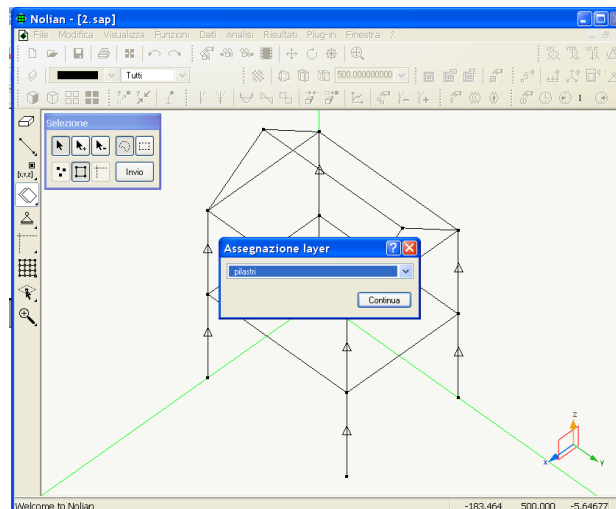 Nolian - [2.sap]
File Modifica Visualizza Funzioni Dati Analisi Risultati Plug-in Finestra ?
Tutti 500.000000000
1
Selezione
Invio
[x,y,z]
Assegnazione layer
pilastri
Continua
z
x y
Welcome to Nolian -183.464 500.000 -5.64677